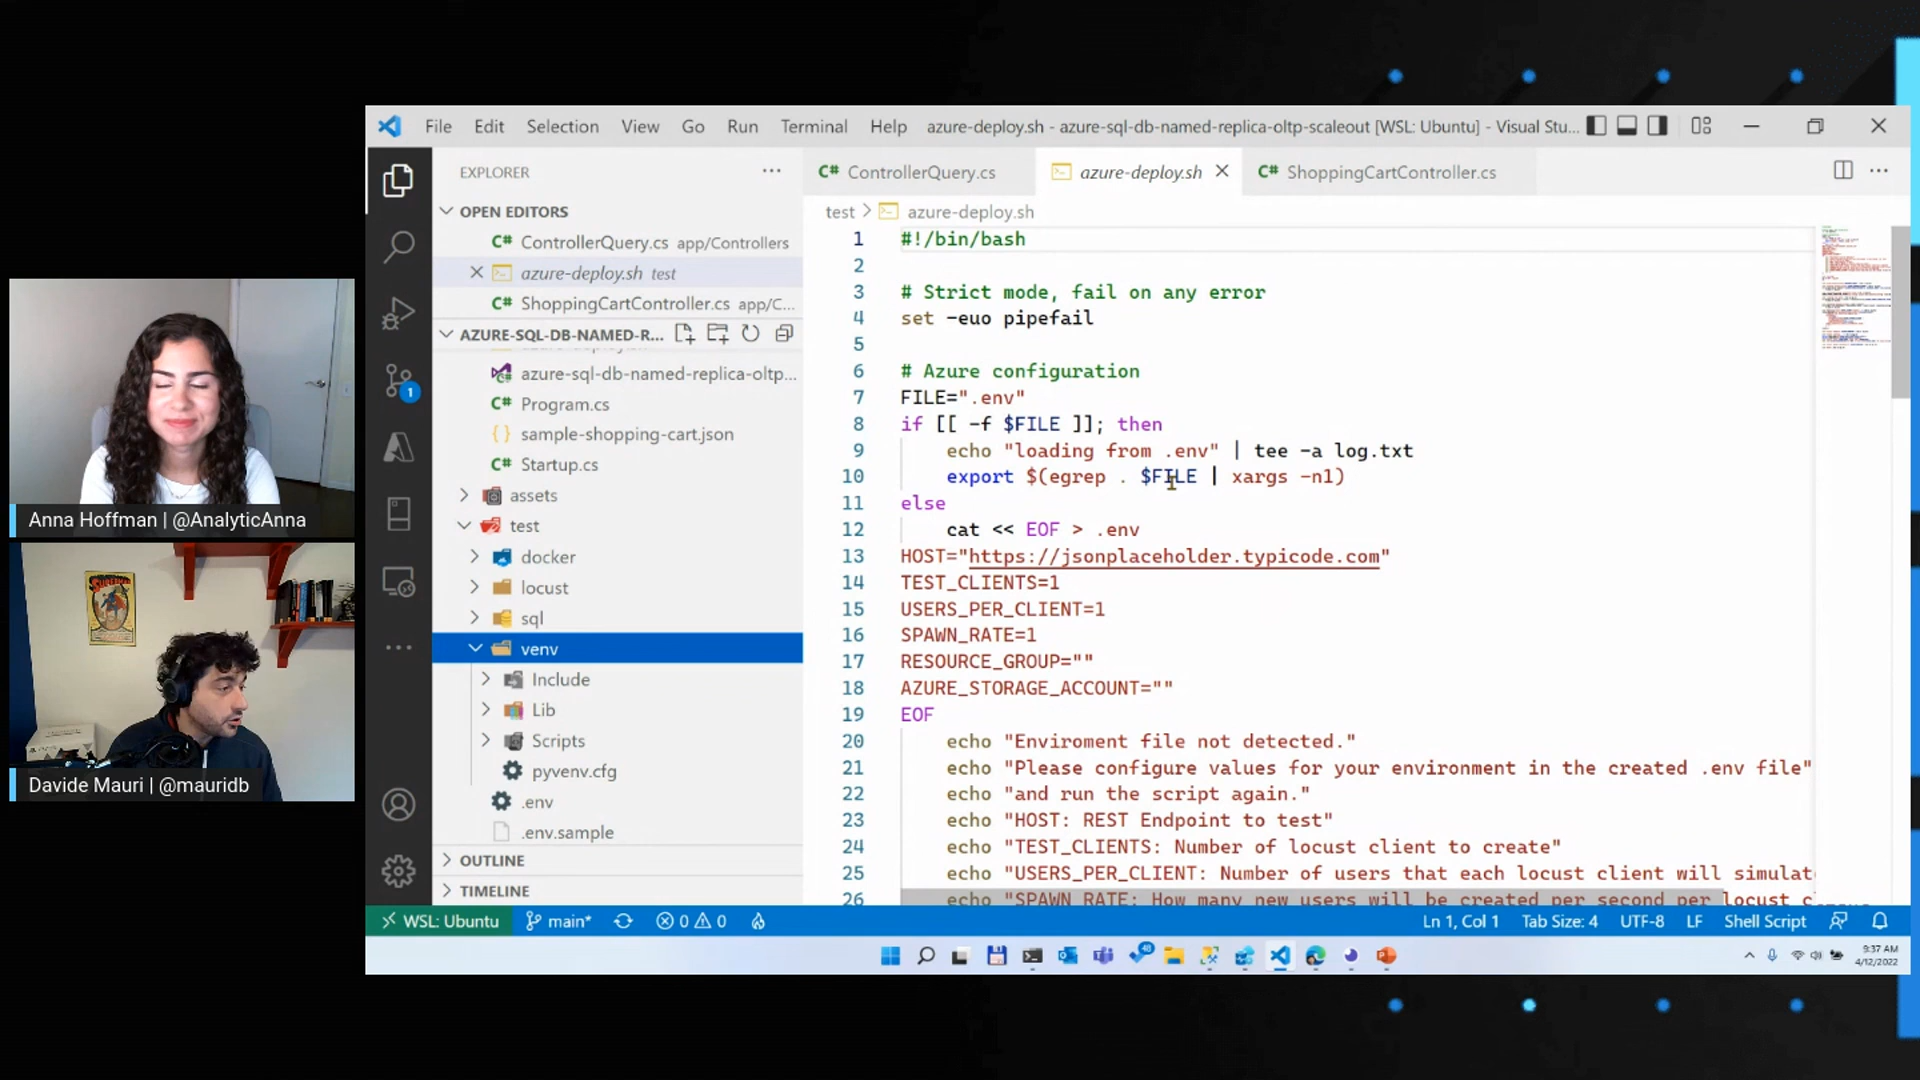 File Edit Selection View Go Run Terminal Help azure-deploy.sh - azure-sql-db-named-replica-oltp-scaleout [WSL: Ubuntu] - Visual Stu...
EXPLORER
OPEN EDITORS
C# ControllerQuery.cs app/Controllers
azure-deploy.sh test
C# ShoppingCartController.cs app/C...
AZURE-SQL-DB-NAMED-R...
azure-sql-db-named-replica-oltp...
C# Program.cs
{} sample-shopping-cart.json
C# Startup.cs
assets
test
docker
locust
sql
venv
Include
Lib
Scripts
pyvenv.cfg
.env
.env.sample
OUTLINE
TIMELINE
1
C# ControllerQuery.cs azure-deploy.sh C# ShoppingCartController.cs
test > azure-deploy.sh
1 #!/bin/bash
2
3 # Strict mode, fail on any error
4 set -euo pipefail
5
6 # Azure configuration
7 FILE=".env"
8 if [[ -f $FILE ]]; then
9 echo "loading from .env" | tee -a log.txt
10 export $(egrep . $FILE | xargs -n1)
11 else
12 cat << EOF > .env
13 HOST="https://jsonplaceholder.typicode.com"
14 TEST_CLIENTS=1
15 USERS_PER_CLIENT=1
16 SPAWN_RATE=1
17 RESOURCE_GROUP=""
18 AZURE_STORAGE_ACCOUNT=""
19 EOF
20 echo "Enviroment file not detected."
21 echo "Please configure values for your environment in the created .env file"
22 echo "and run the script again."
23 echo "HOST: REST Endpoint to test"
24 echo "TEST_CLIENTS: Number of locust client to create"
25 echo "USERS_PER_CLIENT: Number of users that each locust client will simulat
26 echo "SPAWN_RATE: How many new users will be created per second per locust c
WSL: Ubuntu main* 0 0 Ln 1, Col 1 Tab Size: 4 UTF-8 LF Shell Script
9:37 AM
4/12/2022
Anna Hoffman | @AnalyticAnna
SUPERMAN
Davide Mauri | @mauridb